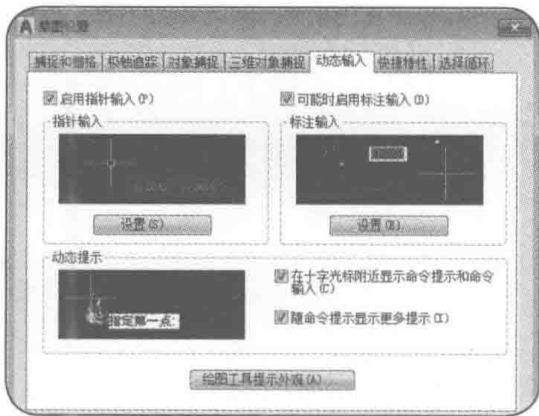 草图设置
捕捉和栅格 极轴追踪 对象捕捉 三维对象捕捉 动态输入 快捷特性 选择循环
启用指针输入(P) 可能时启用标注输入(D)
指针输入 标注输入
设置(S) 设置(E)
动态提示
指定第一点:
在十字光标附近显示命令提示和命令
输入(C)
随命令提示显示更多提示(I)
绘图工具提示外观(A)...